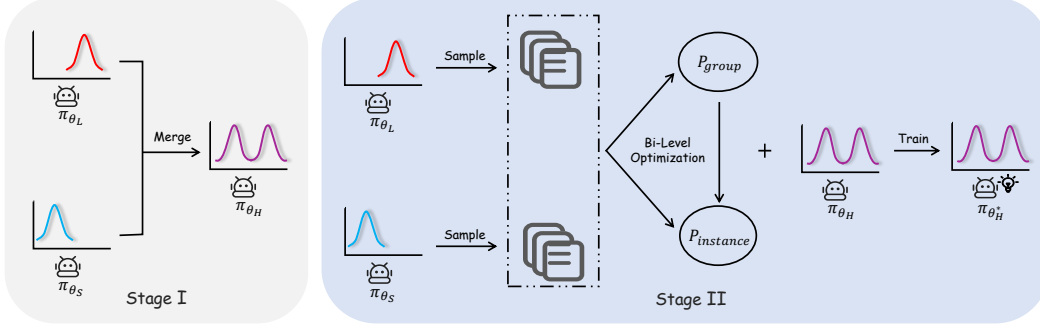 π_{θ_L}
Merge
π_{θ_H}
π_{θ_S}
Stage I
π_{θ_L}
Sample
P_{group}
Bi-Level
Optimization
+
π_{θ_H}
Train
π_{θ_H^*}
π_{θ_S}
Sample
P_{instance}
Stage II